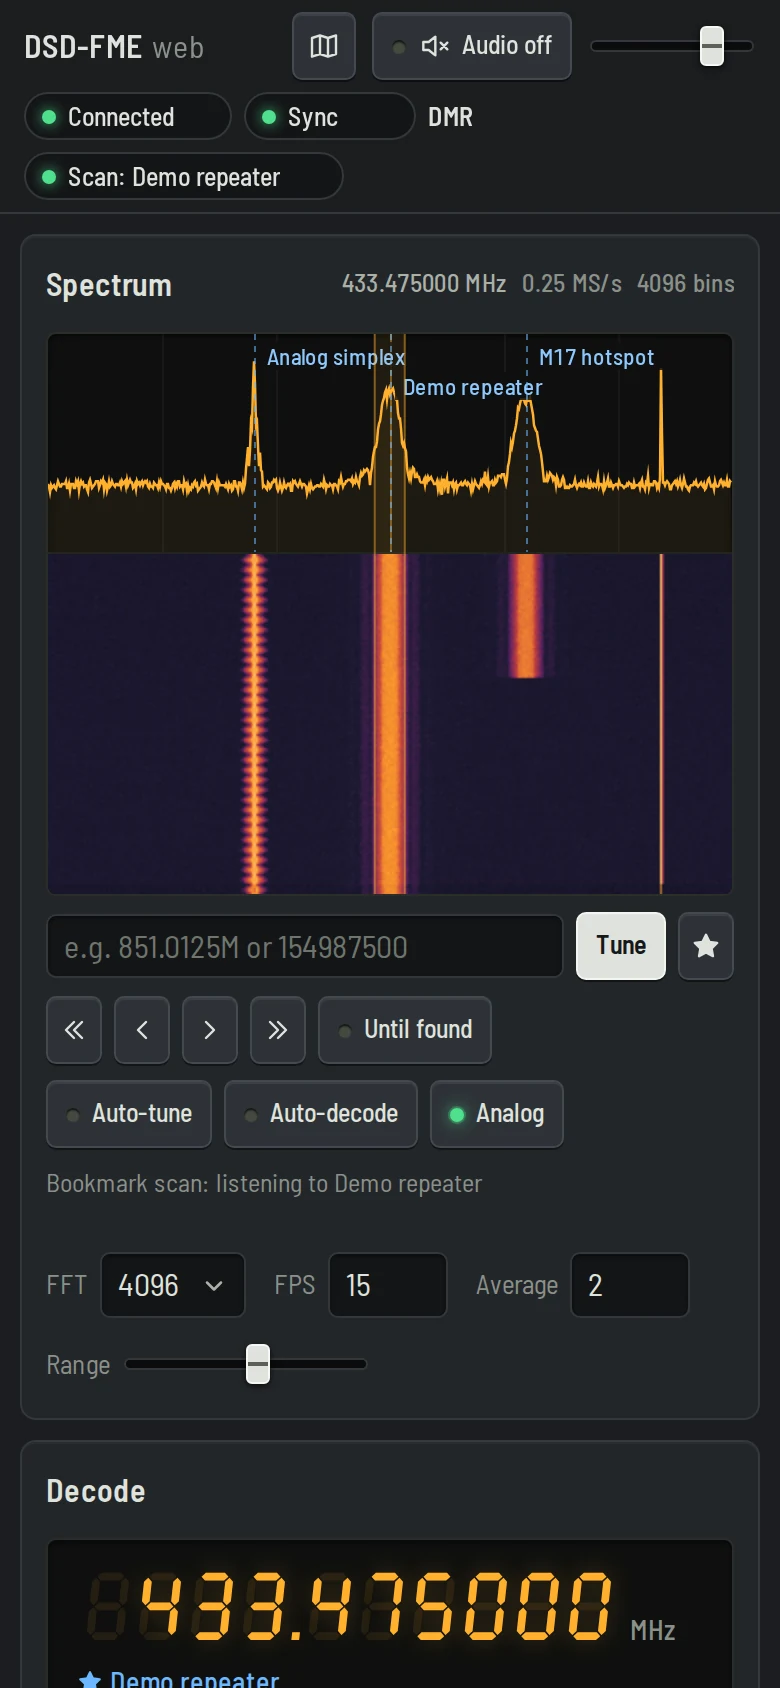 DSD-FME web
Audio off
Connected
Sync
DMR
Scan: Demo repeater
Spectrum
433.475000 MHz 0.25 MS/s 4096 bins
Analog simplex
M17 hotspot
Demo repeater
e.g. 851.0125M or 154987500
Tune
Until found
Auto-tune
Auto-decode
Analog
Bookmark scan: listening to Demo repeater
FFT 4096
FPS 15
Average 2
Range
Decode
433.475000 MHz
Demo repeater